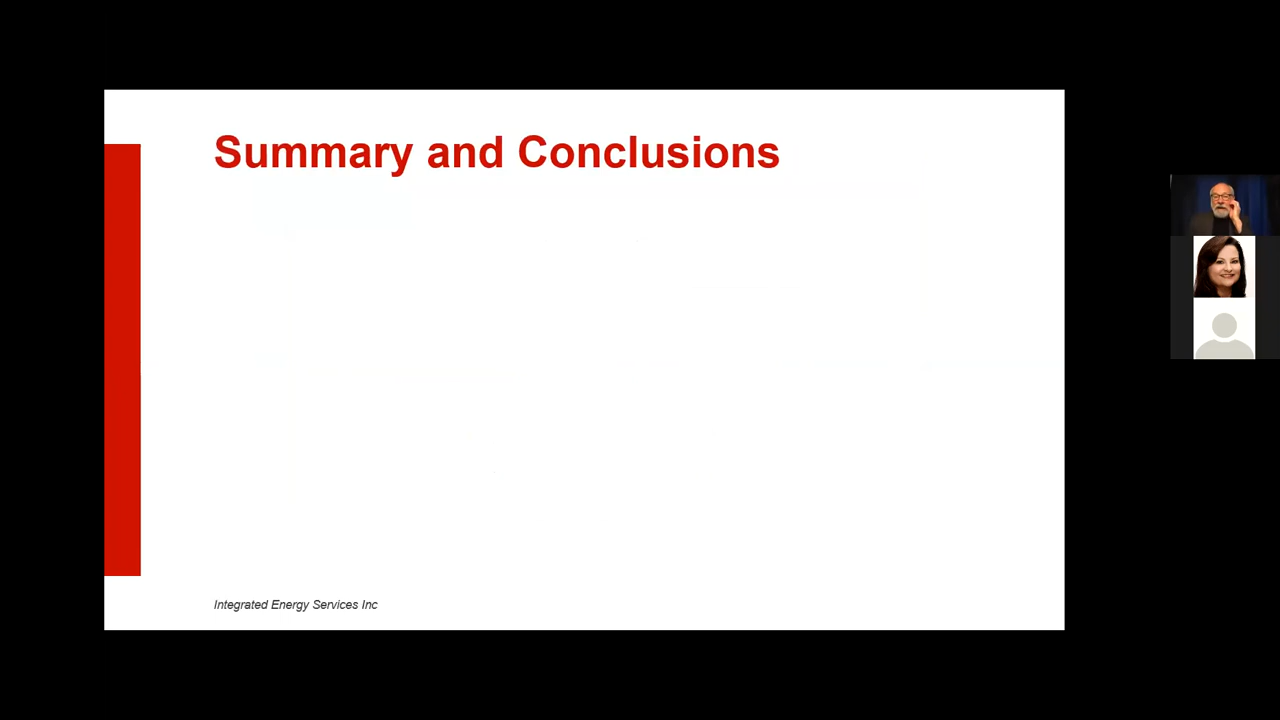 Summary and Conclusions
Integrated Energy Services Inc